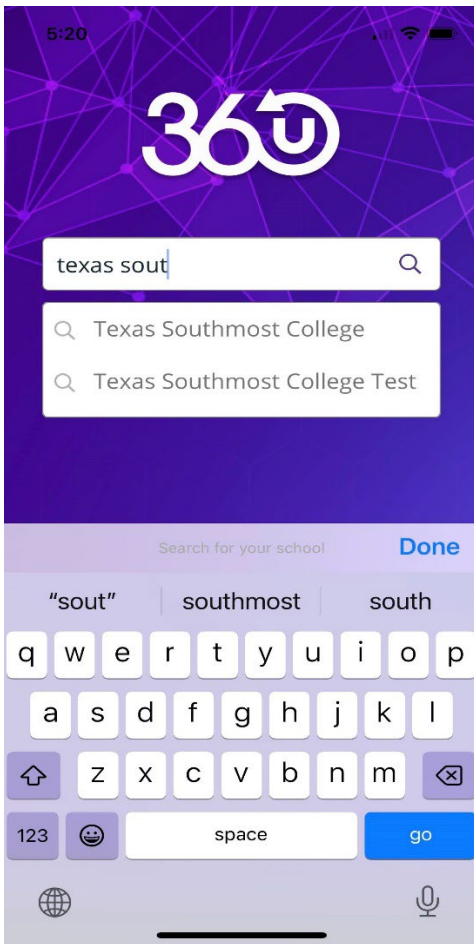 5:20
360
U
texas sout
Texas Southmost College
Texas Southmost College Test
Search for your school Done
“sout” southmost south
q w e r t y u i o p
a s d f g h j k l
z x c v b n m
123 space go